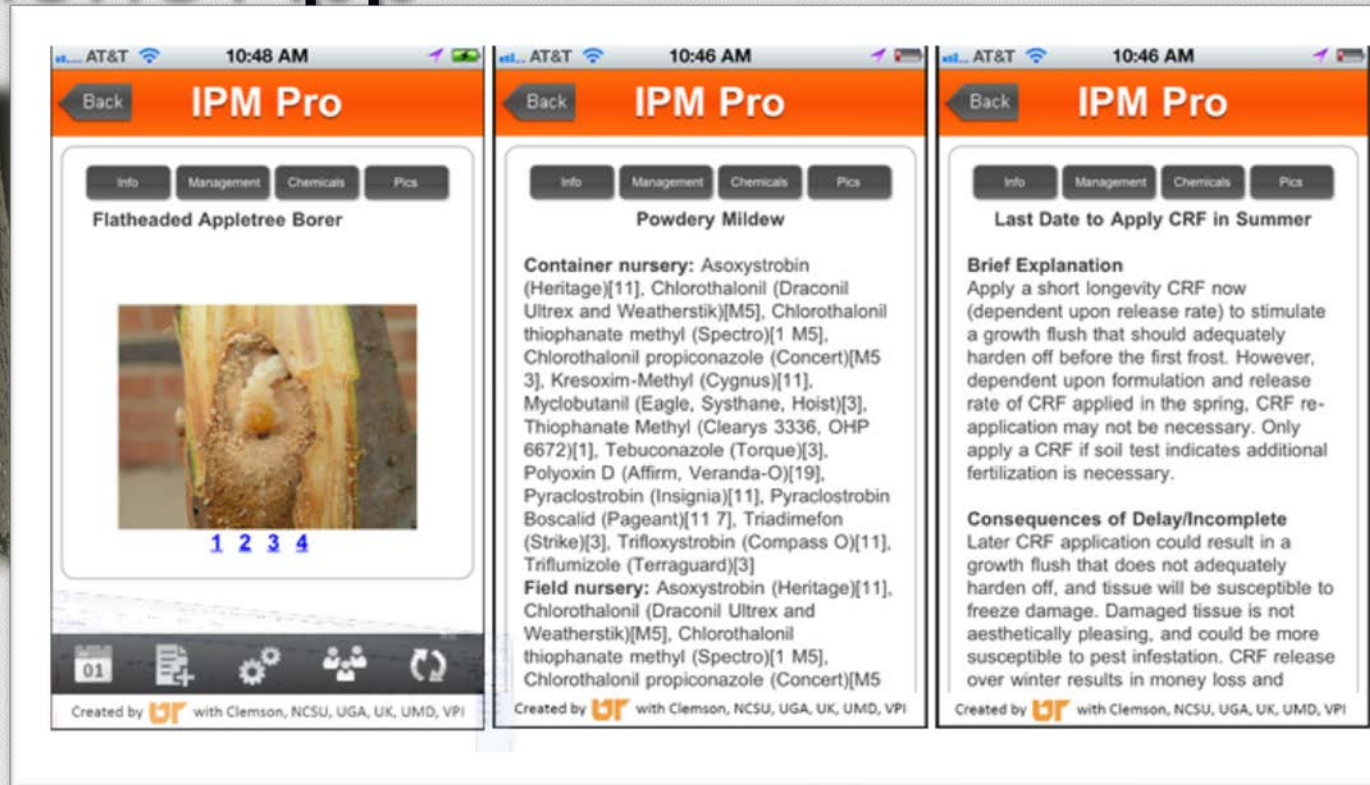 AT&T 10:48 AM
Back IPM Pro
Info Management Chemicals Pics
Flatheaded Appletree Borer
1 2 3 4
01
Created by UT with Clemson, NCSU, UGA, UK, UMD, VPI
AT&T 10:46 AM
Back IPM Pro
Info Management Chemicals Pics
Powdery Mildew
Container nursery: Asoxystrobin
(Heritage)[11], Chlorothalonil (Draconil
Ultrex and Weatherstik)[M5], Chlorothalonil
thiophanate methyl (Spectro)[1 M5],
Chlorothalonil propiconazole (Concert)[M5
3], Kresoxim-Methyl (Cygnus)[11],
Myclobutanil (Eagle, Systhane, Hoist)[3],
Thiophanate Methyl (Clearys 3336, OHP
6672)[1], Tebuconazole (Torque)[3],
Polyoxin D (Affirm, Veranda-O)[19],
Pyraclostrobin (Insignia)[11], Pyraclostrobin
Boscalid (Pageant)[11 7], Triadimefon
(Strike)[3], Trifloxystrobin (Compass O)[11],
Triflumizole (Terraguard)[3]
Field nursery: Asoxystrobin (Heritage)[11],
Chlorothalonil (Draconil Ultrex and
Weatherstik)[M5], Chlorothalonil
thiophanate methyl (Spectro)[1 M5],
Chlorothalonil propiconazole (Concert)[M5
Created by UT with Clemson, NCSU, UGA, UK, UMD, VPI
AT&T 10:46 AM
Back IPM Pro
Info Management Chemicals Pics
Last Date to Apply CRF in Summer
Brief Explanation
Apply a short longevity CRF now
(dependent upon release rate) to stimulate
a growth flush that should adequately
harden off before the first frost. However,
dependent upon formulation and release
rate of CRF applied in the spring, CRF re-
application may not be necessary. Only
apply a CRF if soil test indicates additional
fertilization is necessary.
Consequences of Delay/Incomplete
Later CRF application could result in a
growth flush that does not adequately
harden off, and tissue will be susceptible to
freeze damage. Damaged tissue is not
aesthetically pleasing, and could be more
susceptible to pest infestation. CRF release
over winter results in money loss and
Created by UT with Clemson, NCSU, UGA, UK, UMD, VPI